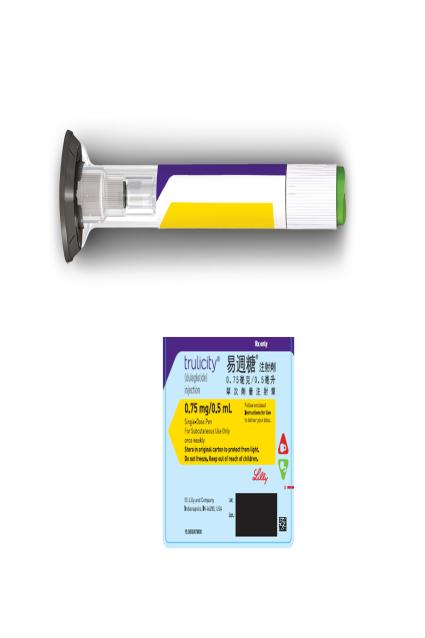 Rx only
trulicity®
(dulaglutide)
injection
易週糖® 注射劑
0.75毫克/0.5毫升
單次劑量注射筆
0.75 mg/0.5 mL
Single-Dose Pen
For Subcutaneous Use Only
once weekly
Store in original carton to protect from light.
Do not freeze. Keep out of reach of children.
Follow enclosed
Instructions for Use
to deliver your dose.
Lilly
Eli Lilly and Company
Indianapolis, IN 46285, USA
Lot:
Exp.: